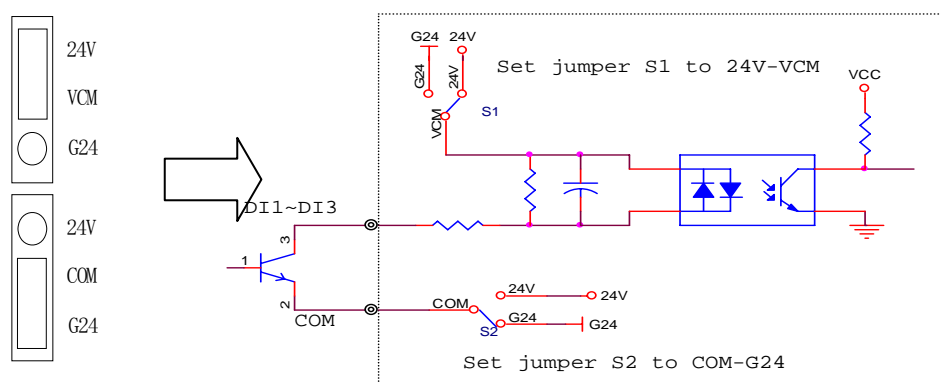 24V
VCM
G24
24V
COM
G24
G24 24V
G24
24V
VCM
S1
Set jumper S1 to 24V-VCM
VCC
DI1~DI3
3
1
2
COM
COM
S2
24V
24V
G24
G24
Set jumper S2 to COM-G24